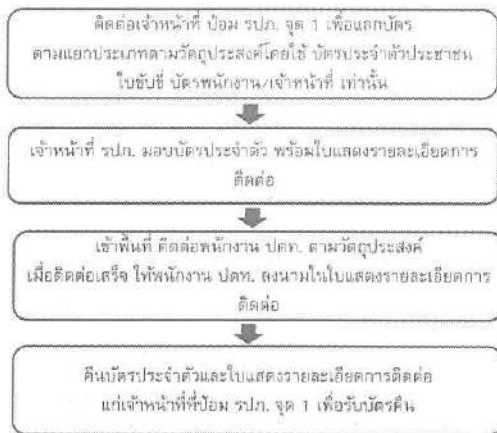 ติดต่อเจ้าหน้าที่ ป้อม รปภ. จุด 1 เพื่อแลกบัตร
ตามแยกประเภทตามวัตถุประสงค์โดยใช้ บัตรประจำตัวประชาชน
ใบขับขี่ บัตรพนักงาน/เจ้าหน้าที่ เท่านั้น
เจ้าหน้าที่ รปภ. มอบบัตรประจำตัว พร้อมใบแสดงรายละเอียดการ
ติดต่อ
เข้าพื้นที่ ติดต่อพนักงาน ปตท. ตามวัตถุประสงค์
เมื่อติดต่อเสร็จ ให้พนักงาน ปตท. ลงนามในใบแสดงรายละเอียดการ
ติดต่อ
คืนบัตรประจำตัวและใบแสดงรายละเอียดการติดต่อ
แก่เจ้าหน้าที่ที่ป้อม รปภ. จุด 1 เพื่อรับบัตรคืน